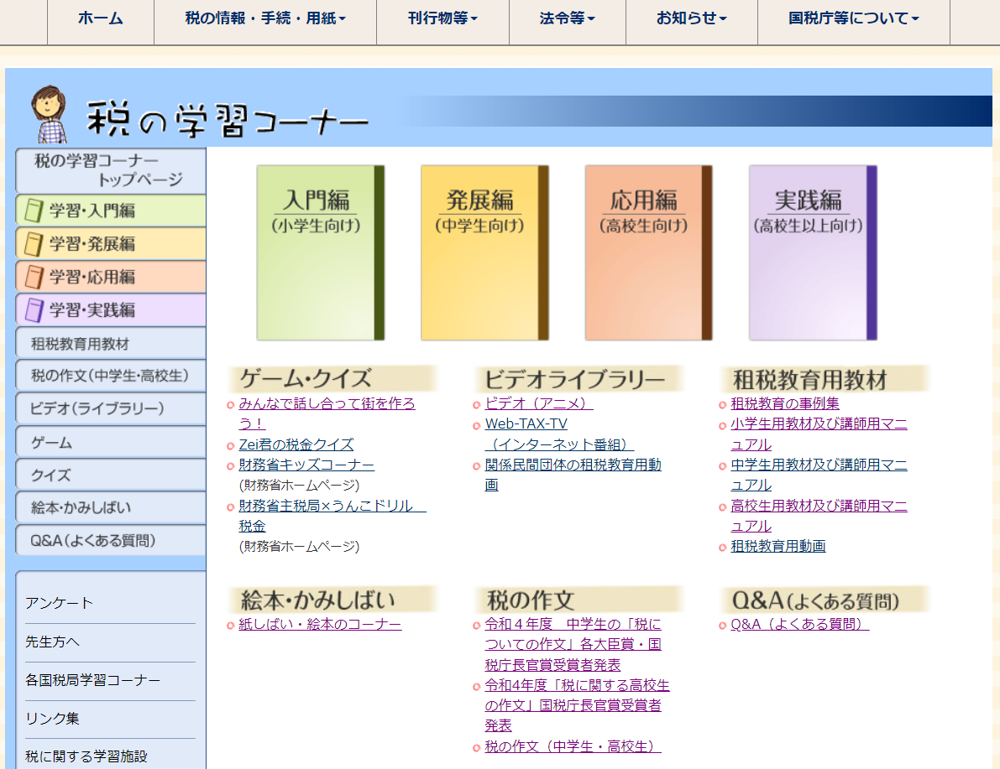 ホーム
税の情報・手続・用紙
刊行物等
法令等
お知らせ
国税庁等について
税の学習コーナー
税の学習コーナー
トップページ
学習・入門編
学習・発展編
学習・応用編
学習・実践編
租税教育用教材
税の作文(中学生・高校生)
ビデオ(ライブラリー)
ゲーム
クイズ
絵本・かみしばい
Q&A(よくある質問)
アンケート
先生方へ
各国税局学習コーナー
リンク集
税に関する学習施設
入門編
(小学生向け)
発展編
(中学生向け)
応用編
(高校生向け)
実践編
(高校生以上向け)
ゲーム・クイズ
みんなで話し合って街を作ろ
う！
Zei君の税金クイズ
財務省キッズコーナー
(財務省ホームページ)
財務省主税局×うんこドリル
税金
(財務省ホームページ)
ビデオライブラリー
ビデオ（アニメ）
Web-TAX-TV
（インターネット番組）
関係民間団体の租税教育用動
画
租税教育用教材
租税教育の事例集
小学生用教材及び講師用マニ
ュアル
中学生用教材及び講師用マニ
ュアル
高校生用教材及び講師用マニ
ュアル
租税教育用動画
絵本・かみしばい
紙しばい・絵本のコーナー
税の作文
令和４年度　中学生の「税に
ついての作文」各大臣賞・国
税庁長官賞受賞者発表
令和4年度「税に関する高校生
の作文」国税庁長官賞受賞者
発表
税の作文（中学生・高校生）
Q&A(よくある質問)
Q&A（よくある質問）